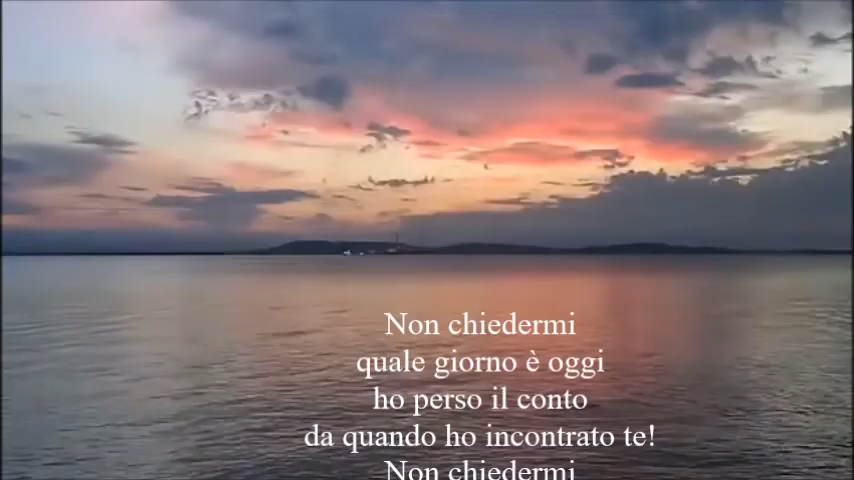 Non chiedermi
quale giorno è oggi
ho perso il conto
da quando ho incontrato te!
Non chiedermi